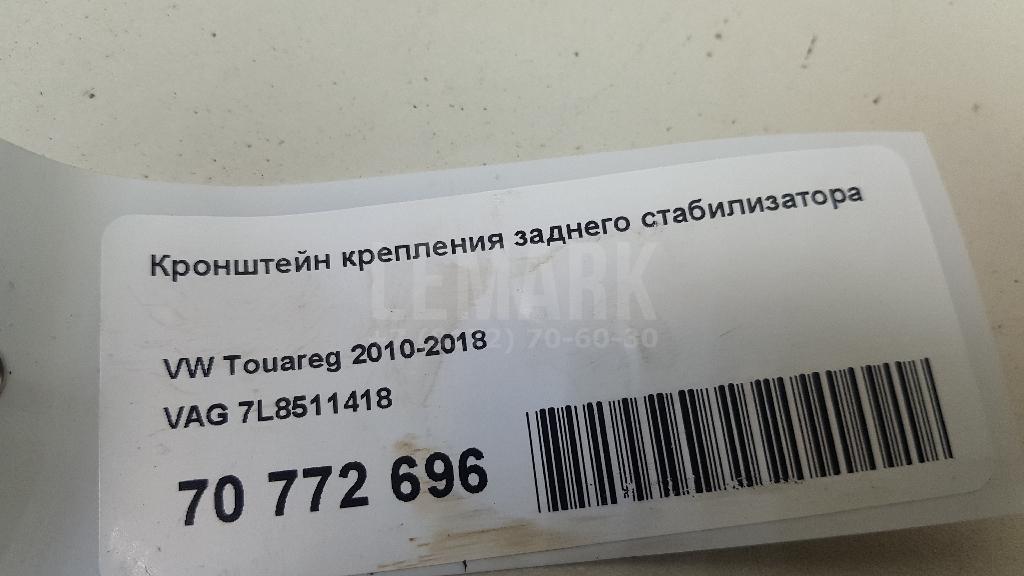 Кронштейн крепления заднего стабилизатора
LEMARK
70-60-30
VW Touareg 2010-2018
VAG 7L8511418
70 772 696